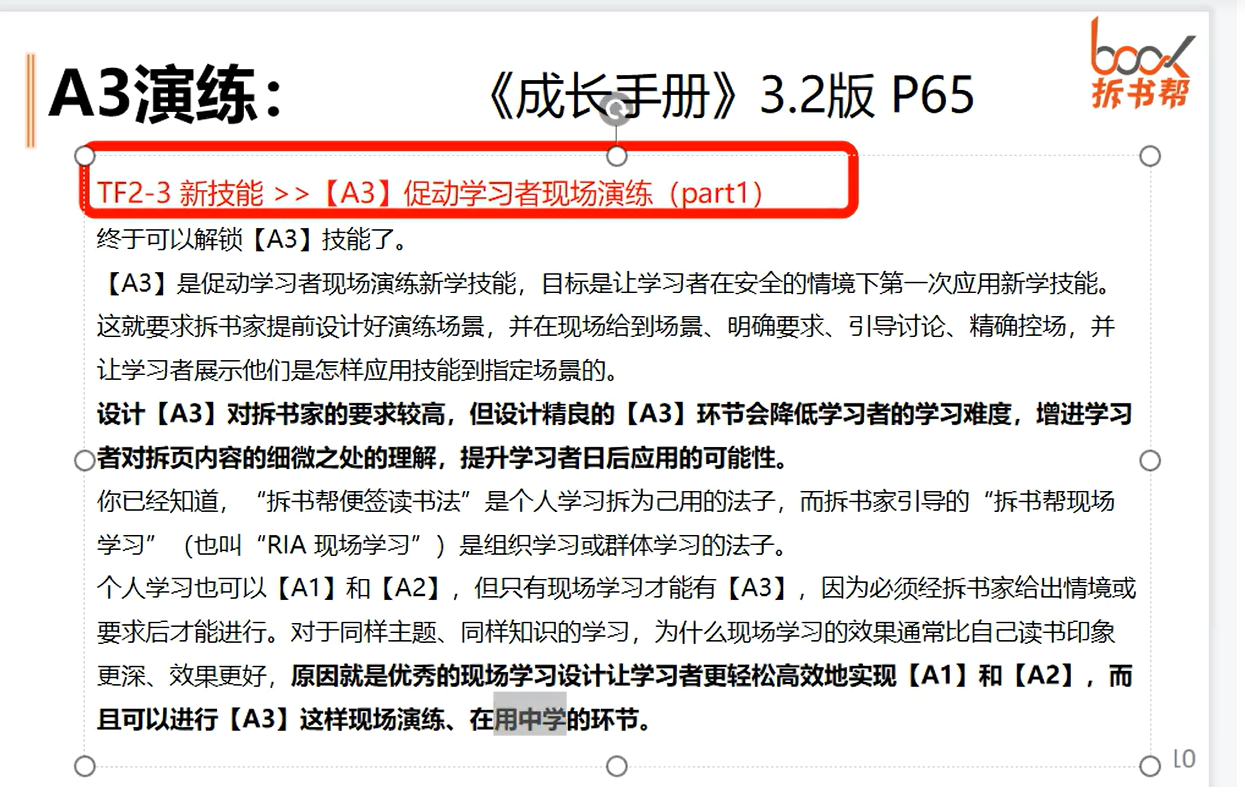 A3演练：
《成长手册》3.2版 P65
book
拆书帮
TF2-3 新技能 >>【A3】促动学习者现场演练（part1）
终于可以解锁【A3】技能了。
【A3】是促动学习者现场演练新学技能，目标是让学习者在安全的情境下第一次应用新学技能。
这就要求拆书家提前设计好演练场景，并在现场给到场景、明确要求、引导讨论、精确控场，并
让学习者展示他们是怎样应用技能到指定场景的。
设计【A3】对拆书家的要求较高，但设计精良的【A3】环节会降低学习者的学习难度，增进学习
者对拆页内容的细微之处的理解，提升学习者日后应用的可能性。
你已经知道，“拆书帮便签读书法”是个人学习拆为己用的法子，而拆书家引导的“拆书帮现场
学习”（也叫“RIA 现场学习”）是组织学习或群体学习的法子。
个人学习也可以【A1】和【A2】，但只有现场学习才能有【A3】，因为必须经拆书家给出情境或
要求后才能进行。对于同样主题、同样知识的学习，为什么现场学习的效果通常比自己读书印象
更深、效果更好，原因就是优秀的现场学习设计让学习者更轻松高效地实现【A1】和【A2】，而
且可以进行【A3】这样现场演练、在用中学的环节。